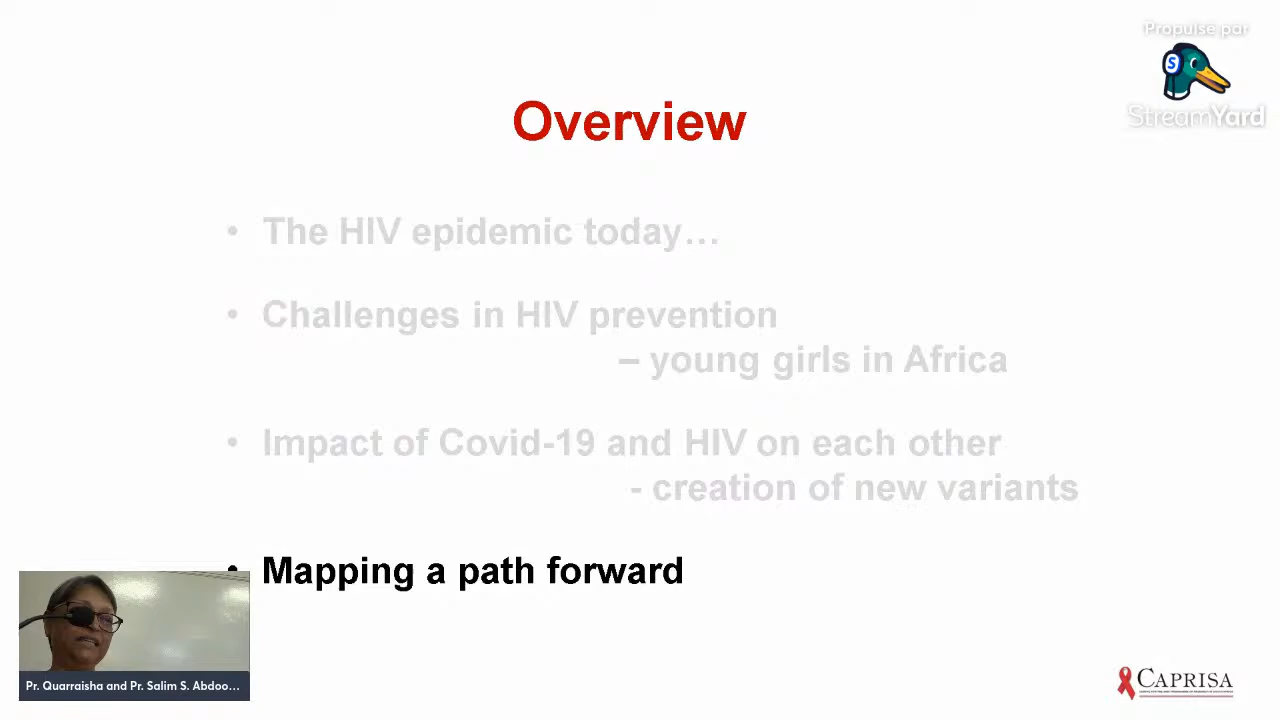 Propulsé par
StreamYard
Overview
• The HIV epidemic today…
• Challenges in HIV prevention
– young girls in Africa
• Impact of Covid-19 and HIV on each other
- creation of new variants
• Mapping a path forward
Pr. Quarraisha and Pr. Salim S. Abdoo...
CAPRISA